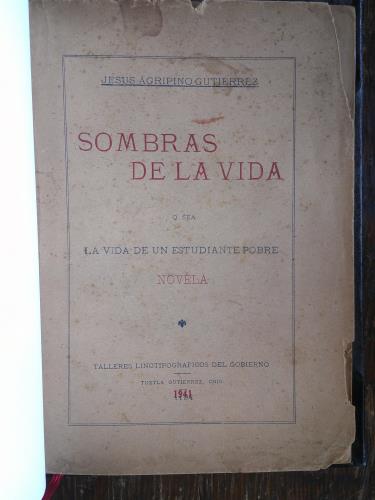 JESUS AGRIPINO GUTIERREZ
SOMBRAS
DE LA VIDA
O SEA
LA VIDA DE UN ESTUDIANTE POBRE
NOVELA
TALLERES LINOTIPOGRAFICOS DEL GOBIERNO
TUXTLA GUTIERREZ, CHIS.
1941